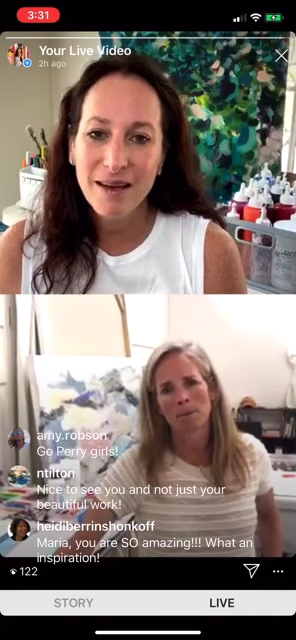 3:31
Your Live Video
2h ago
amy.robson
Go Perry girls!
ntilton
Nice to see you and not just your
beautiful work!
heidiberrinshonkoff
Maria, you are SO amazing!!! What an
inspiration!
122
STORY LIVE